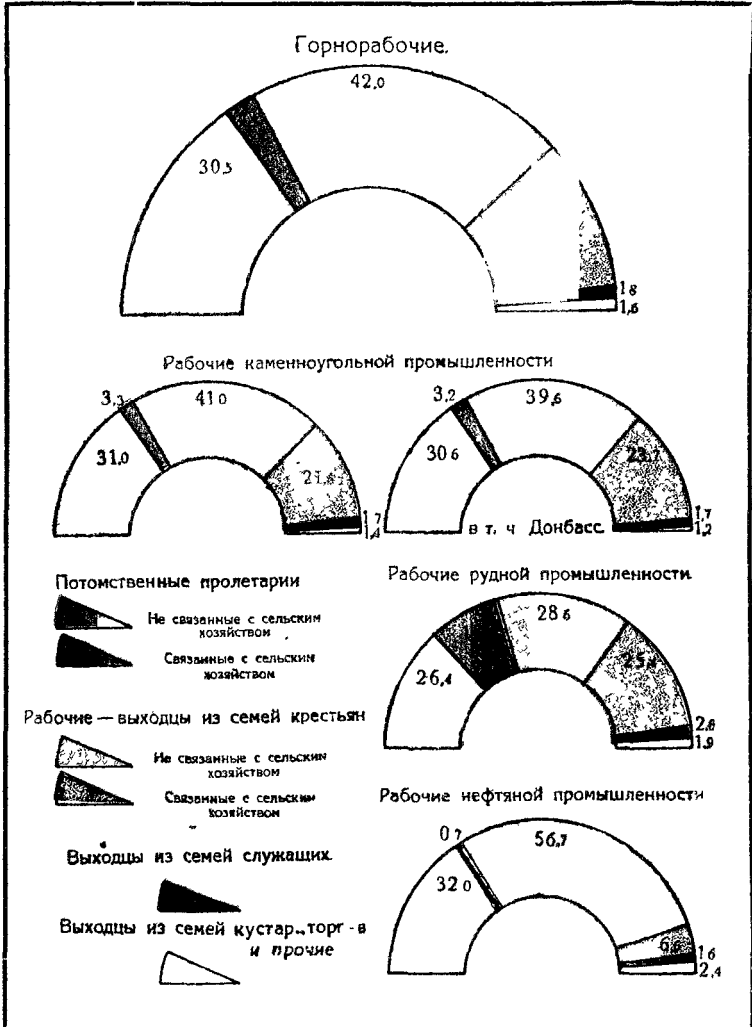 Горнорабочие.
42,0
30,5
1 8
1,6
Рабочие каменноугольной промышленности
3,3
41 0
31,0
21,6
1 7
1,4
3,2
39,6
30 6
23,7
1,7
1,2
в т. ч Донбасс.
Потомственные пролетарии
Не связанные с сельским
хозяйством
Связанные с сельским
хозяйством
Рабочие — выходцы из семей крестьян
Не связанные с сельским
хозяйством
Связанные с сельским
хозяйством
Выходцы из семей служащих.
Выходцы из семей кустар., торг-в
и прочие
Рабочие рудной промышленности.
28 6
26,4
2,8
1,9
Рабочие нефтяной промышленности
0 7
56,7
32 0
6,6
1 6
2,4